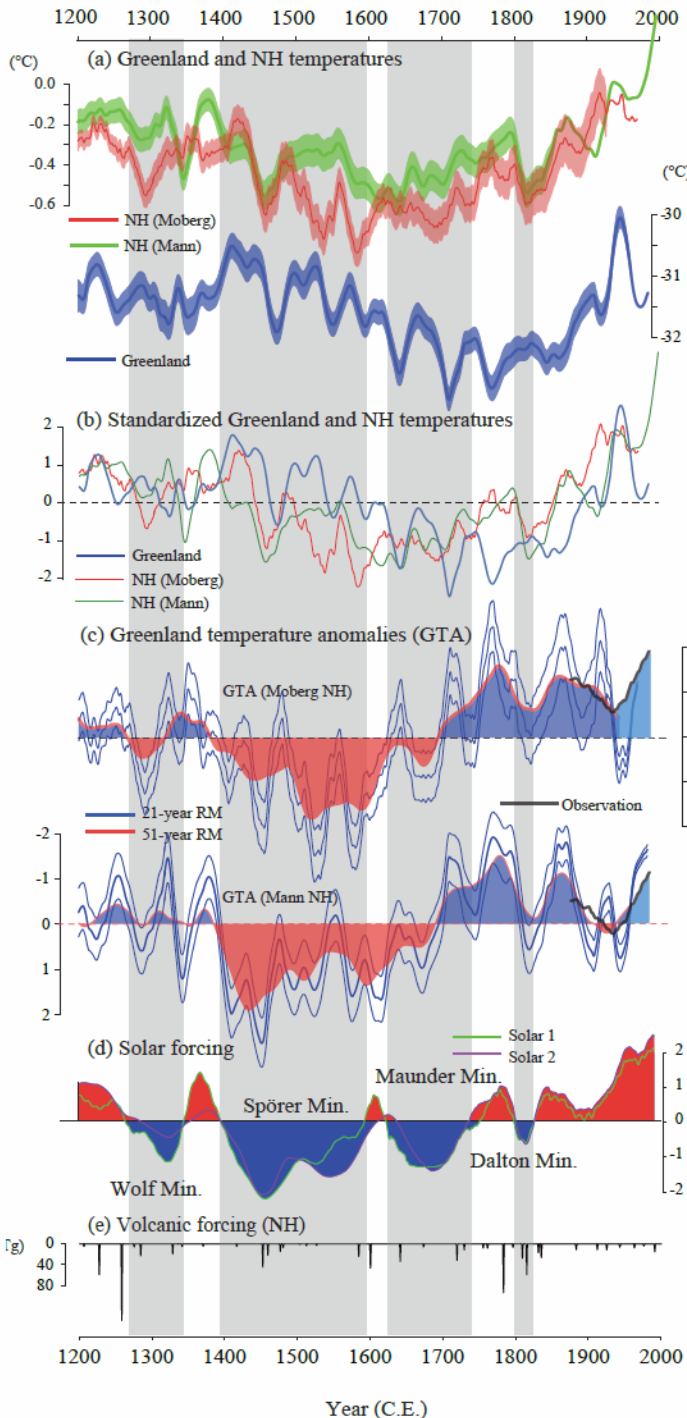 1200 1300 1400 1500 1600 1700 1800 1900 2000
(°C)
(a) Greenland and NH temperatures
0.0
-0.2
-0.4
-0.6
(°C)
-30
-31
-32
NH (Moberg)
NH (Mann)
Greenland
(b) Standardized Greenland and NH temperatures
2
1
0
-1
-2
Greenland
NH (Moberg)
NH (Mann)
(c) Greenland temperature anomalies (GTA)
GTA (Moberg NH)
21-year RM
51-year RM
Observation
-2
-1
0
1
2
GTA (Mann NH)
(d) Solar forcing
Solar 1
Solar 2
2
1
0
-1
-2
Maunder Min.
Spörer Min.
Wolf Min.
Dalton Min.
(e) Volcanic forcing (NH)
Tg)
0
40
80
1200 1300 1400 1500 1600 1700 1800 1900 2000
Year (C.E.)